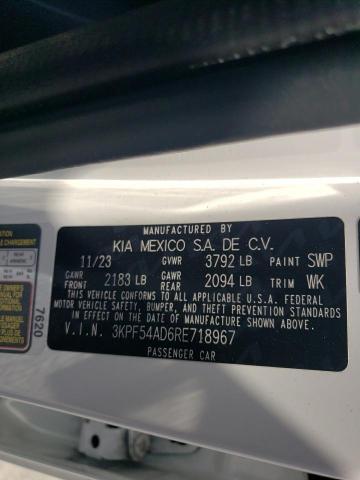 MANUFACTURED BY
KIA MEXICO S.A. DE C.V.
11/23 GVWR 3792 LB PAINT SWP
GAWR FRONT 2183 LB GAWR REAR 2094 LB TRIM WK
THIS VEHICLE CONFORMS TO ALL APPLICABLE U.S.A. FEDERAL
MOTOR VEHICLE SAFETY, BUMPER, AND THEFT PREVENTION STANDARDS
IN EFFECT ON THE DATE OF MANUFACTURE SHOWN ABOVE.
V.I.N. 3KPF54AD6RE718967
PASSENGER CAR
7620